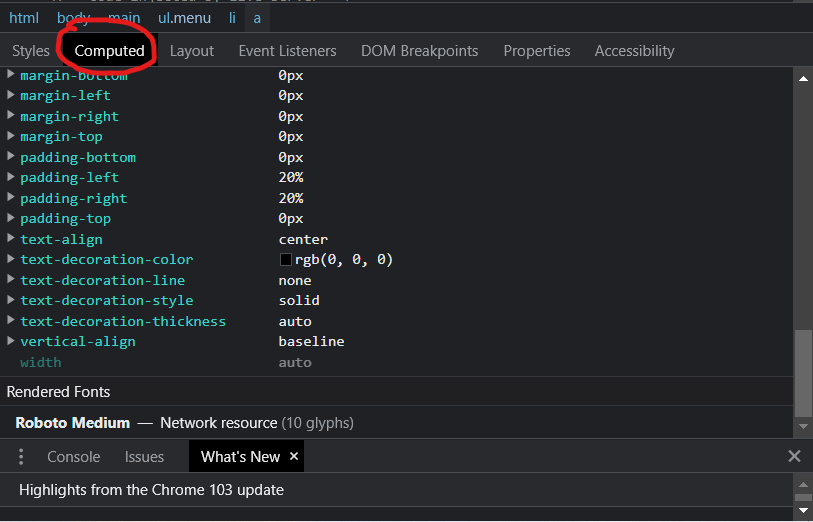 html body main ul.menu li a
Styles Computed Layout Event Listeners DOM Breakpoints Properties Accessibility
margin-bottom 0px
margin-left 0px
margin-right 0px
margin-top 0px
padding-bottom 0px
padding-left 20%
padding-right 20%
padding-top 0px
text-align center
text-decoration-color rgb(0, 0, 0)
text-decoration-line none
text-decoration-style solid
text-decoration-thickness auto
vertical-align baseline
width auto
Rendered Fonts
Roboto Medium — Network resource (10 glyphs)
Console Issues What's New ×
Highlights from the Chrome 103 update